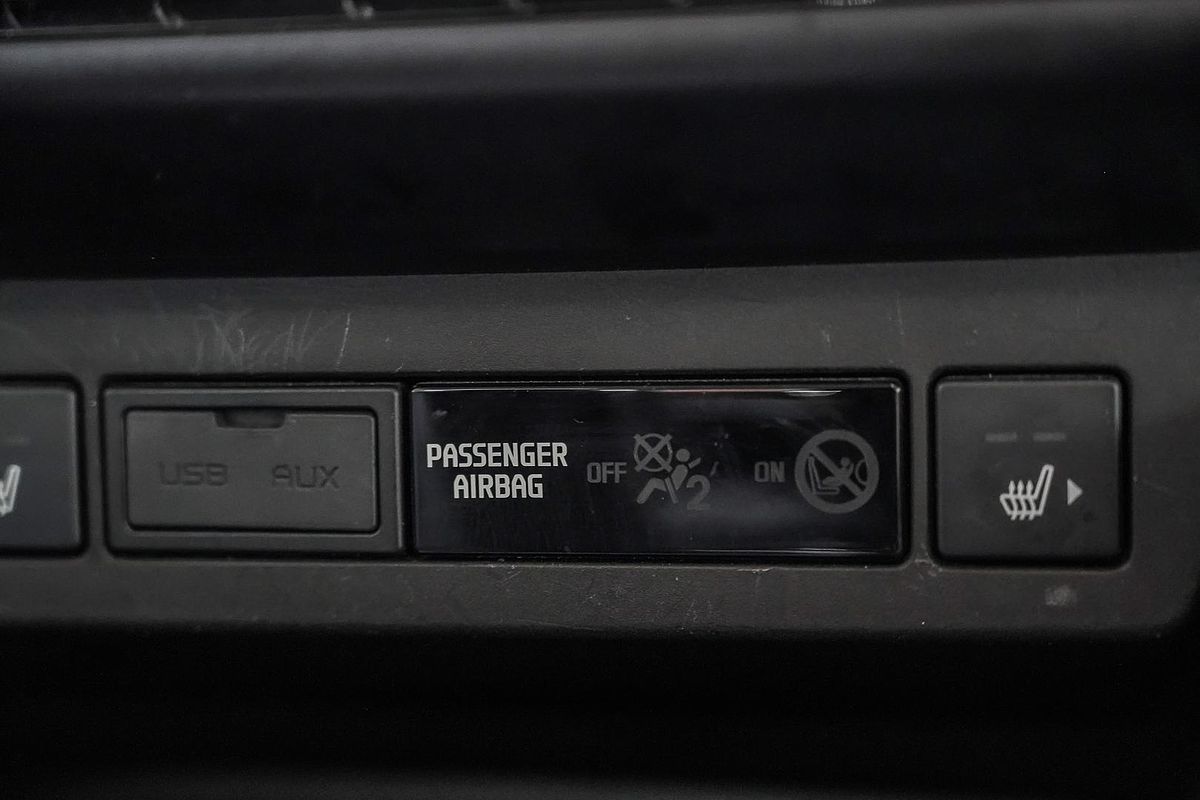 USB AUX
PASSENGER
AIRBAG
OFF 2 ON